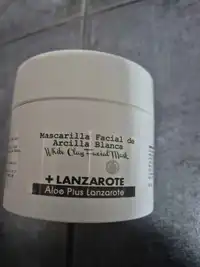 Mascarilla Facial de
Arcilla Blanca
White Clay Facial Mask
+ LANZAROTE
Aloe Plus Lanzarote